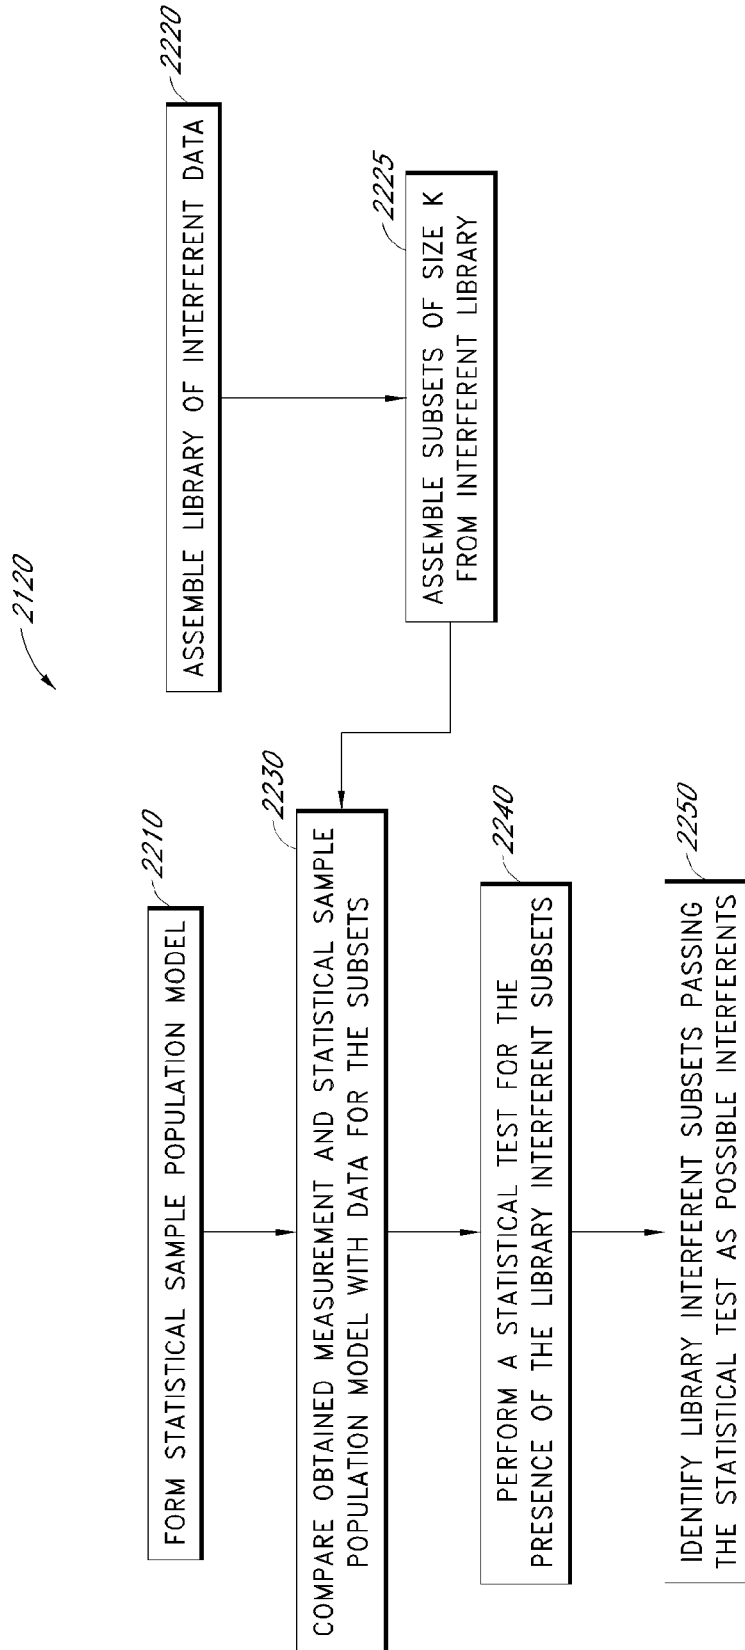 2120
2210
FORM STATISTICAL SAMPLE POPULATION MODEL
2220
ASSEMBLE LIBRARY OF INTERFERENT DATA
2225
ASSEMBLE SUBSETS OF SIZE K
FROM INTERFERENT LIBRARY
2230
COMPARE OBTAINED MEASUREMENT AND STATISTICAL SAMPLE
POPULATION MODEL WITH DATA FOR THE SUBSETS
2240
PERFORM A STATISTICAL TEST FOR THE
PRESENCE OF THE LIBRARY INTERFERENT SUBSETS
2250
IDENTIFY LIBRARY INTERFERENT SUBSETS PASSING
THE STATISTICAL TEST AS POSSIBLE INTERFERENTS